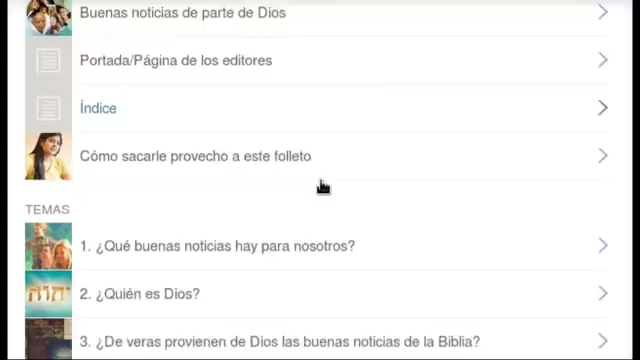 Buenas noticias de parte de Dios
Portada/Página de los editores
Índice
Cómo sacarle provecho a este folleto
TEMAS
1. ¿Qué buenas noticias hay para nosotros?
יהוה
2. ¿Quién es Dios?
3. ¿De veras provienen de Dios las buenas noticias de la Biblia?